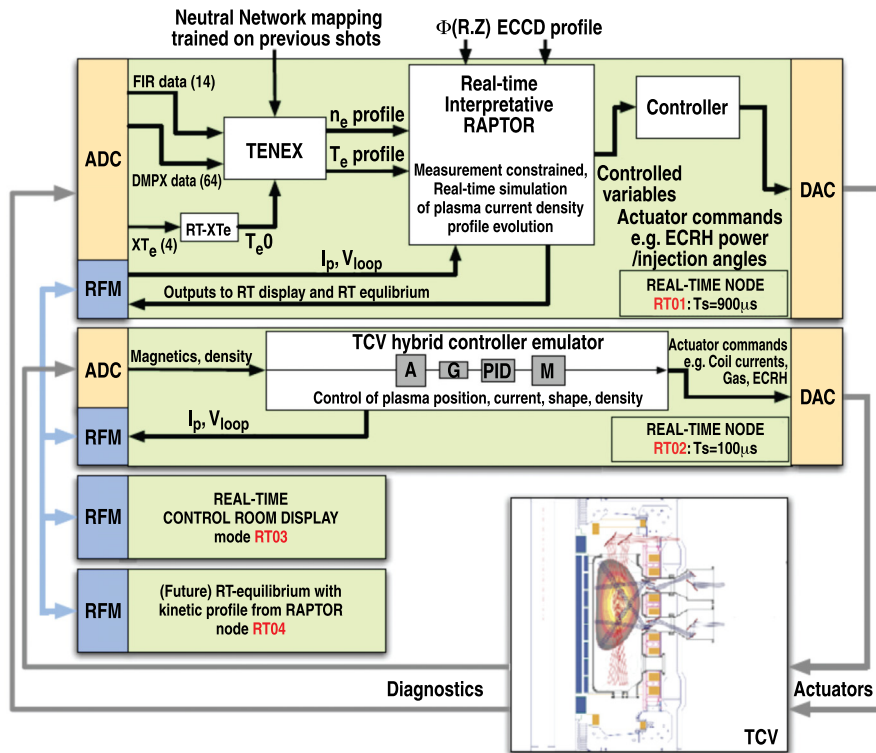 Neutral Network mapping
trained on previous shots
Φ(R.Z) ECCD profile
ADC
FIR data (14)
DMPX data (64)
XTe (4)
RT-XTe
Te0
TENEX
ne profile
Te profile
Real-time
Interpretative
RAPTOR
Measurement constrained,
Real-time simulation
of plasma current density
profile evolution
Controller
Controlled
variables
Actuator commands
e.g. ECRH power
/injection angles
DAC
RFM
Ip, Vloop
Outputs to RT display and RT equlibrium
REAL-TIME NODE
RT01: Ts=900μs
ADC
Magnetics, density
TCV hybrid controller emulator
A
G
PID
M
Control of plasma position, current, shape, density
Actuator commands
e.g. Coil currents,
Gas, ECRH
DAC
RFM
Ip, Vloop
REAL-TIME NODE
RT02: Ts=100μs
RFM
REAL-TIME
CONTROL ROOM DISPLAY
mode RT03
RFM
(Future) RT-equilibrium with
kinetic profile from RAPTOR
node RT04
Diagnostics
Actuators
TCV